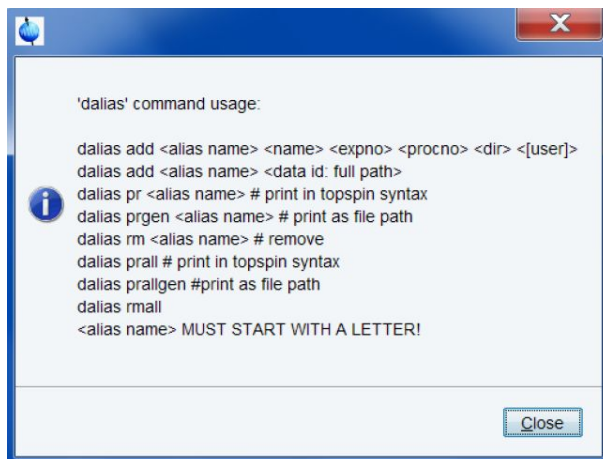 'dalias' command usage:
dalias add <alias name> <name> <expno> <procno> <dir> <[user]>
dalias add <alias name> <data id: full path>
dalias pr <alias name> # print in topspin syntax
dalias prgen <alias name> # print as file path
dalias rm <alias name> # remove
dalias prall # print in topspin syntax
dalias prallgen #print as file path
dalias rmall
<alias name> MUST START WITH A LETTER!
Close